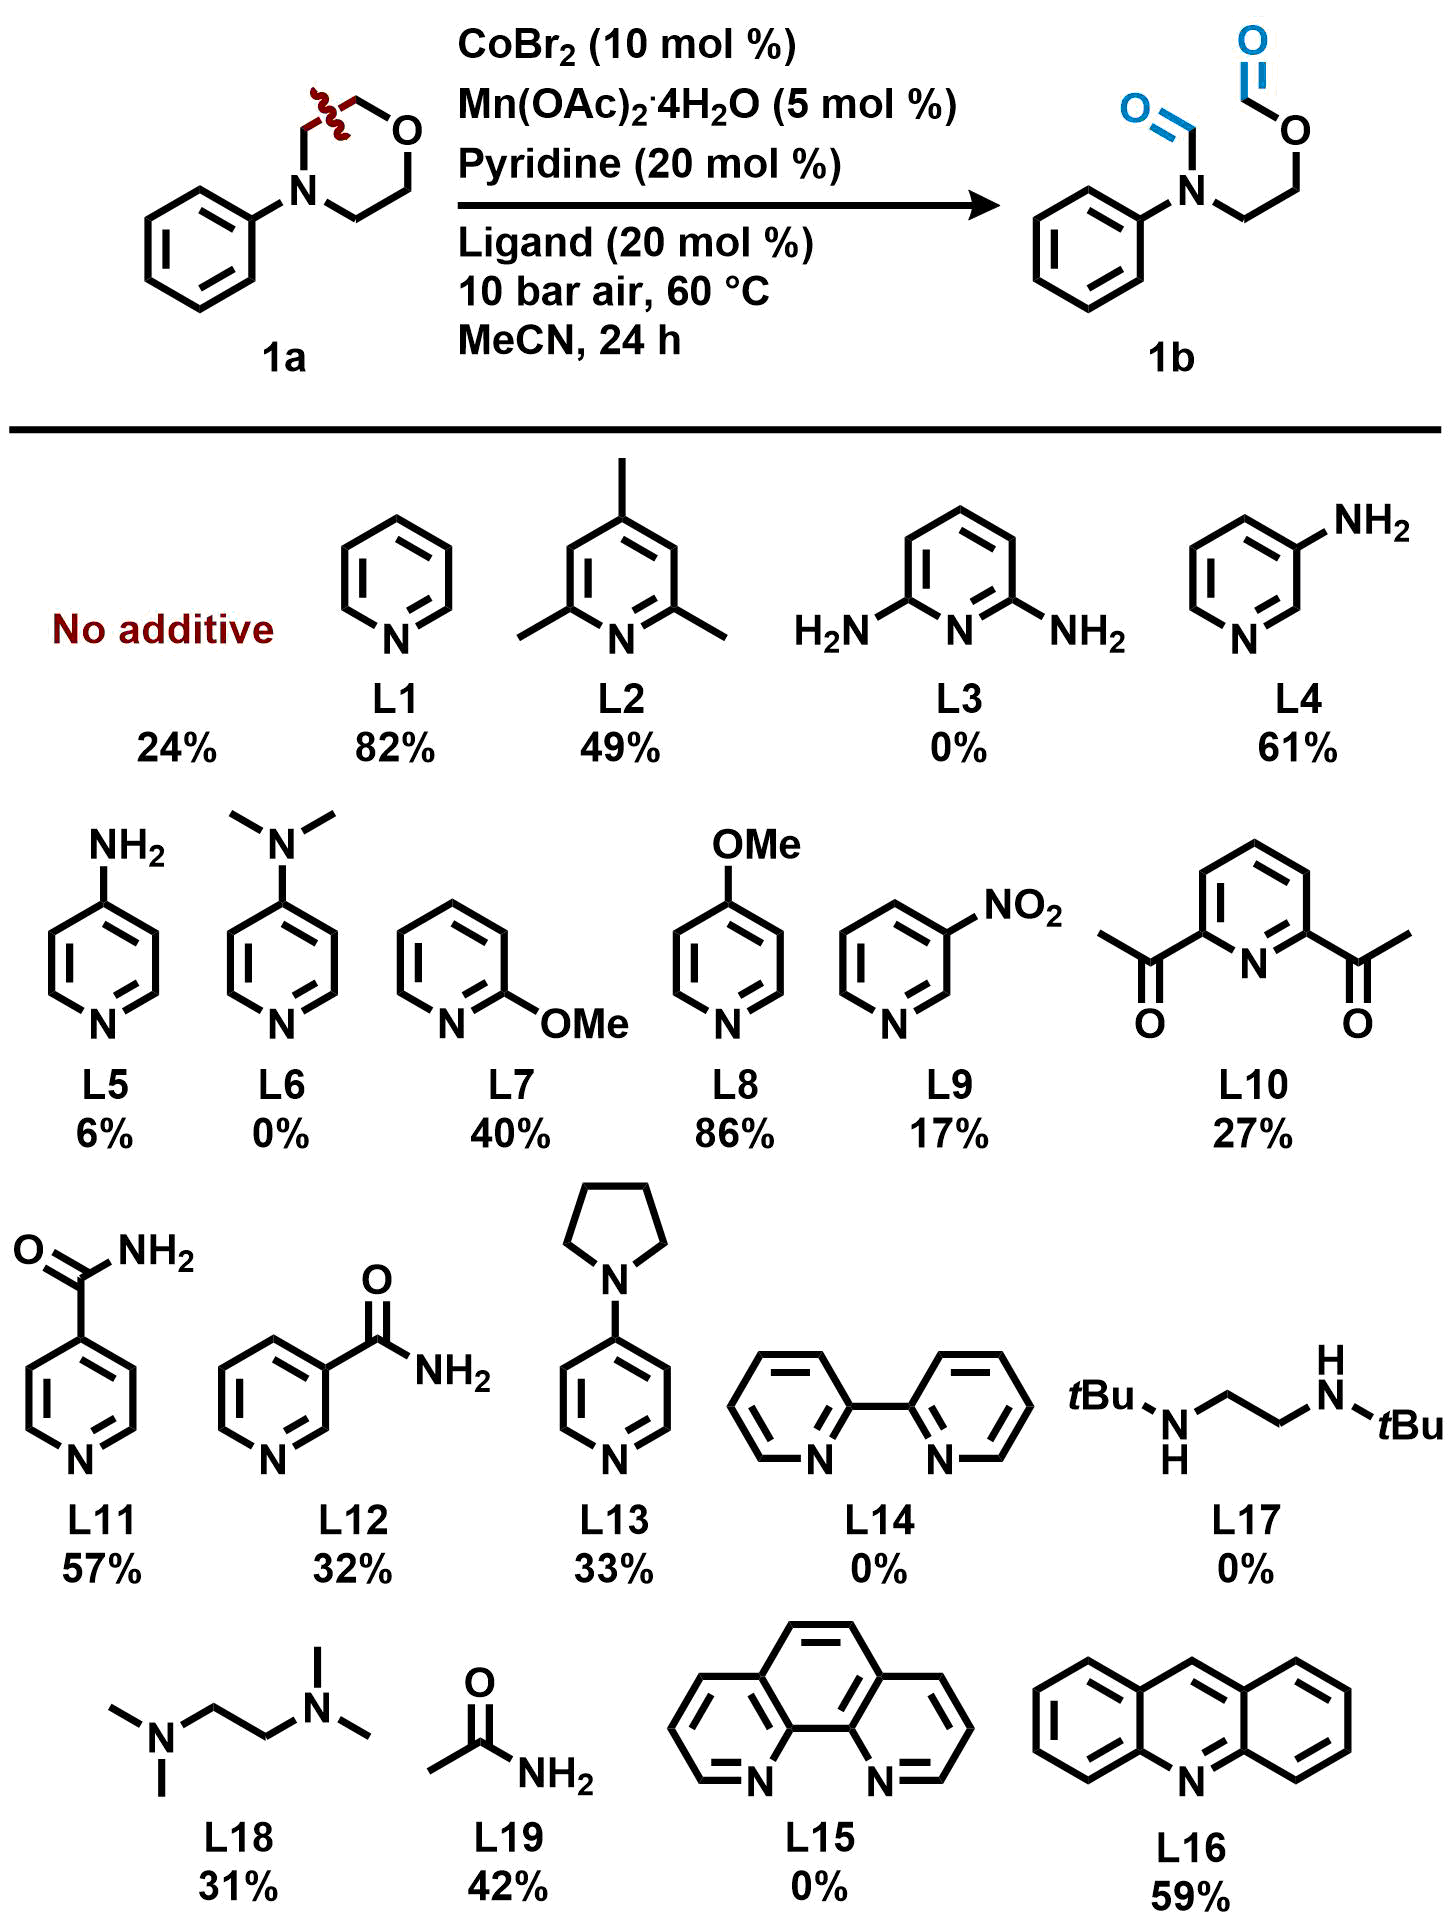 CoBr2 (10 mol %)
Mn(OAc)2·4H2O (5 mol %)
Pyridine (20 mol %)
Ligand (20 mol %)
10 bar air, 60 °C
MeCN, 24 h
O
N
1a
O
O
O
N
1b
No additive
24%
N
L1
82%
N
L2
49%
H2N
N
NH2
L3
0%
NH2
N
L4
61%
NH2
N
L5
6%
N
N
L6
0%
N
OMe
L7
40%
OMe
N
L8
86%
NO2
N
L9
17%
N
O
O
L10
27%
O
NH2
N
L11
57%
O
NH2
N
L12
32%
N
N
L13
33%
N
N
L14
0%
tBu
N
H
H
N
tBu
L17
0%
N
N
L18
31%
O
NH2
L19
42%
N
N
L15
0%
N
L16
59%